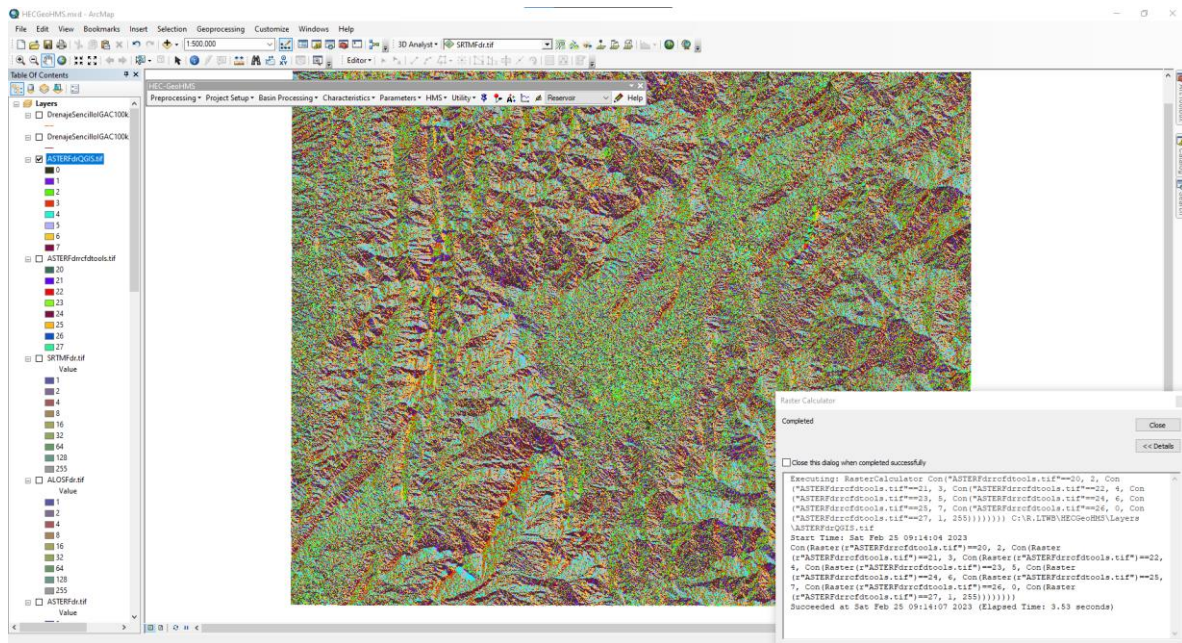 HECGeoHMS.mxd - ArcMap
File Edit View Bookmarks Insert Selection Geoprocessing Customize Windows Help
1:500,000
3D Analyst
SRTMFdr.tif
Editor
Table Of Contents
HEC-GeoHMS
Preprocessing Project Setup Basin Processing Characteristics Parameters HMS Utility Reservoir Help
Layers
DrenajeSencilloIGAC100k
DrenajeSencilloIGAC100k
ASTERFdrQGIS.tif
0
1
2
3
4
5
6
7
ASTERFdrrcfdtools.tif
20
21
22
23
24
25
26
27
SRTMFdr.tif
Value
1
2
4
8
16
32
64
128
255
ALOSFdr.tif
Value
1
2
4
8
16
32
64
128
255
ASTERFdr.tif
Value
Raster Calculator
Completed
Close
<< Details
Close this dialog when completed successfully
Executing: RasterCalculator Con("ASTERFdrrcfdtools.tif"==20, 2, Con
("ASTERFdrrcfdtools.tif"==21, 3, Con("ASTERFdrrcfdtools.tif"==22, 4, Con
("ASTERFdrrcfdtools.tif"==23, 5, Con("ASTERFdrrcfdtools.tif"==24, 6, Con
("ASTERFdrrcfdtools.tif"==25, 7, Con("ASTERFdrrcfdtools.tif"==26, 0, Con
("ASTERFdrrcfdtools.tif"==27, 1, 255)))))))) C:\R.LTWB\HECGeoHMS\Layers
\ASTERFdrQGIS.tif
Start Time: Sat Feb 25 09:14:04 2023
Con(Raster(r"ASTERFdrrcfdtools.tif")==20, 2, Con(Raster
(r"ASTERFdrrcfdtools.tif")==21, 3, Con(Raster(r"ASTERFdrrcfdtools.tif")==22,
4, Con(Raster(r"ASTERFdrrcfdtools.tif")==23, 5, Con(Raster
(r"ASTERFdrrcfdtools.tif")==24, 6, Con(Raster(r"ASTERFdrrcfdtools.tif")==25,
7, Con(Raster(r"ASTERFdrrcfdtools.tif")==26, 0, Con(Raster
(r"ASTERFdrrcfdtools.tif")==27, 1, 255))))))))
Succeeded at Sat Feb 25 09:14:07 2023 (Elapsed Time: 3.53 seconds)